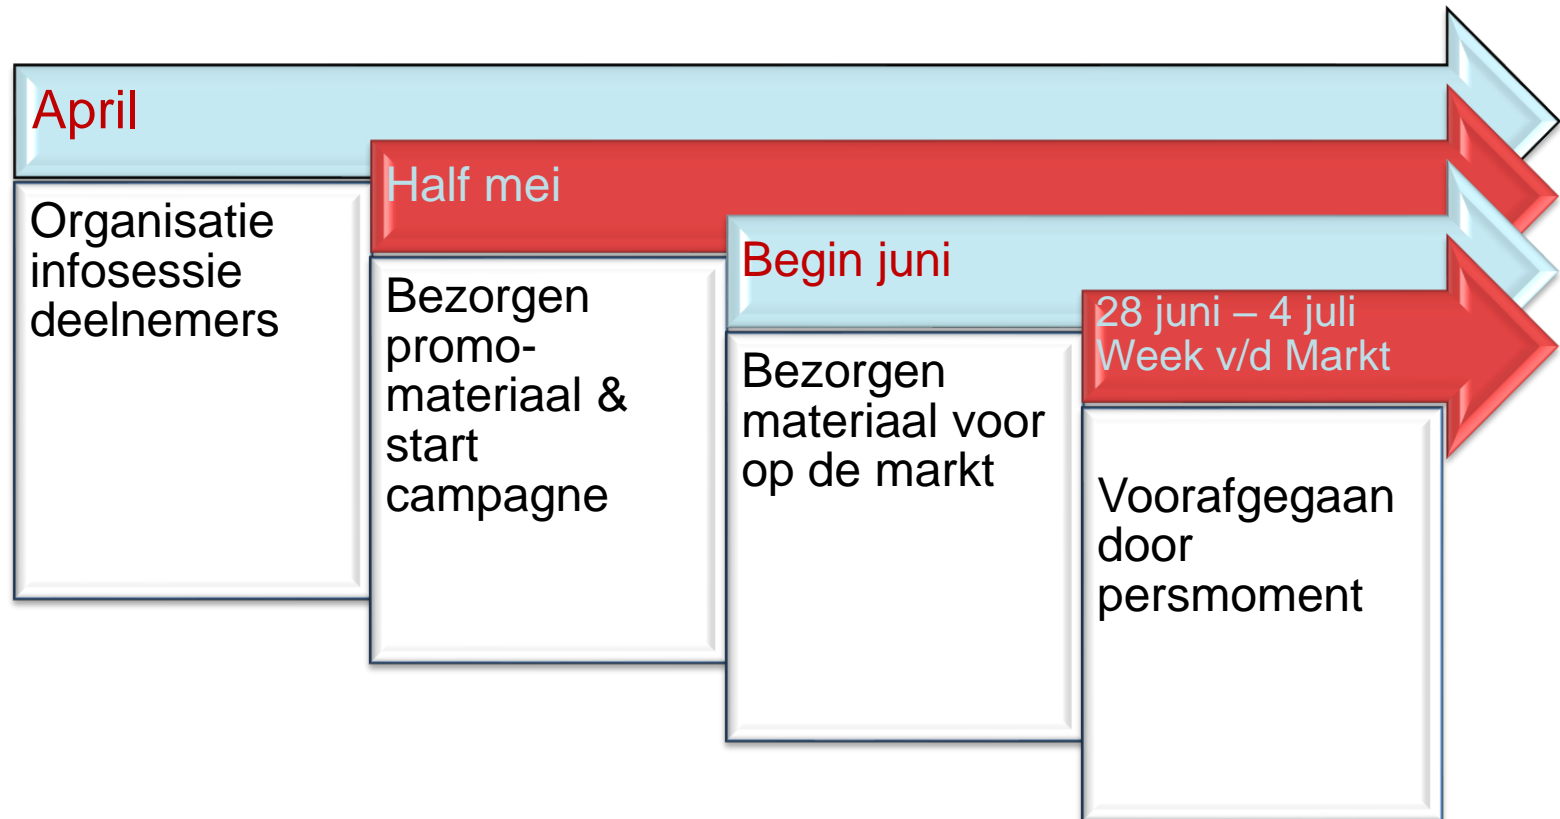 April
Organisatie
infosessie
deelnemers
Half mei
Bezorgen
promo-
materiaal &
start
campagne
Begin juni
Bezorgen
materiaal voor
op de markt
28 juni – 4 juli
Week v/d Markt
Voorafgegaan
door
persmoment